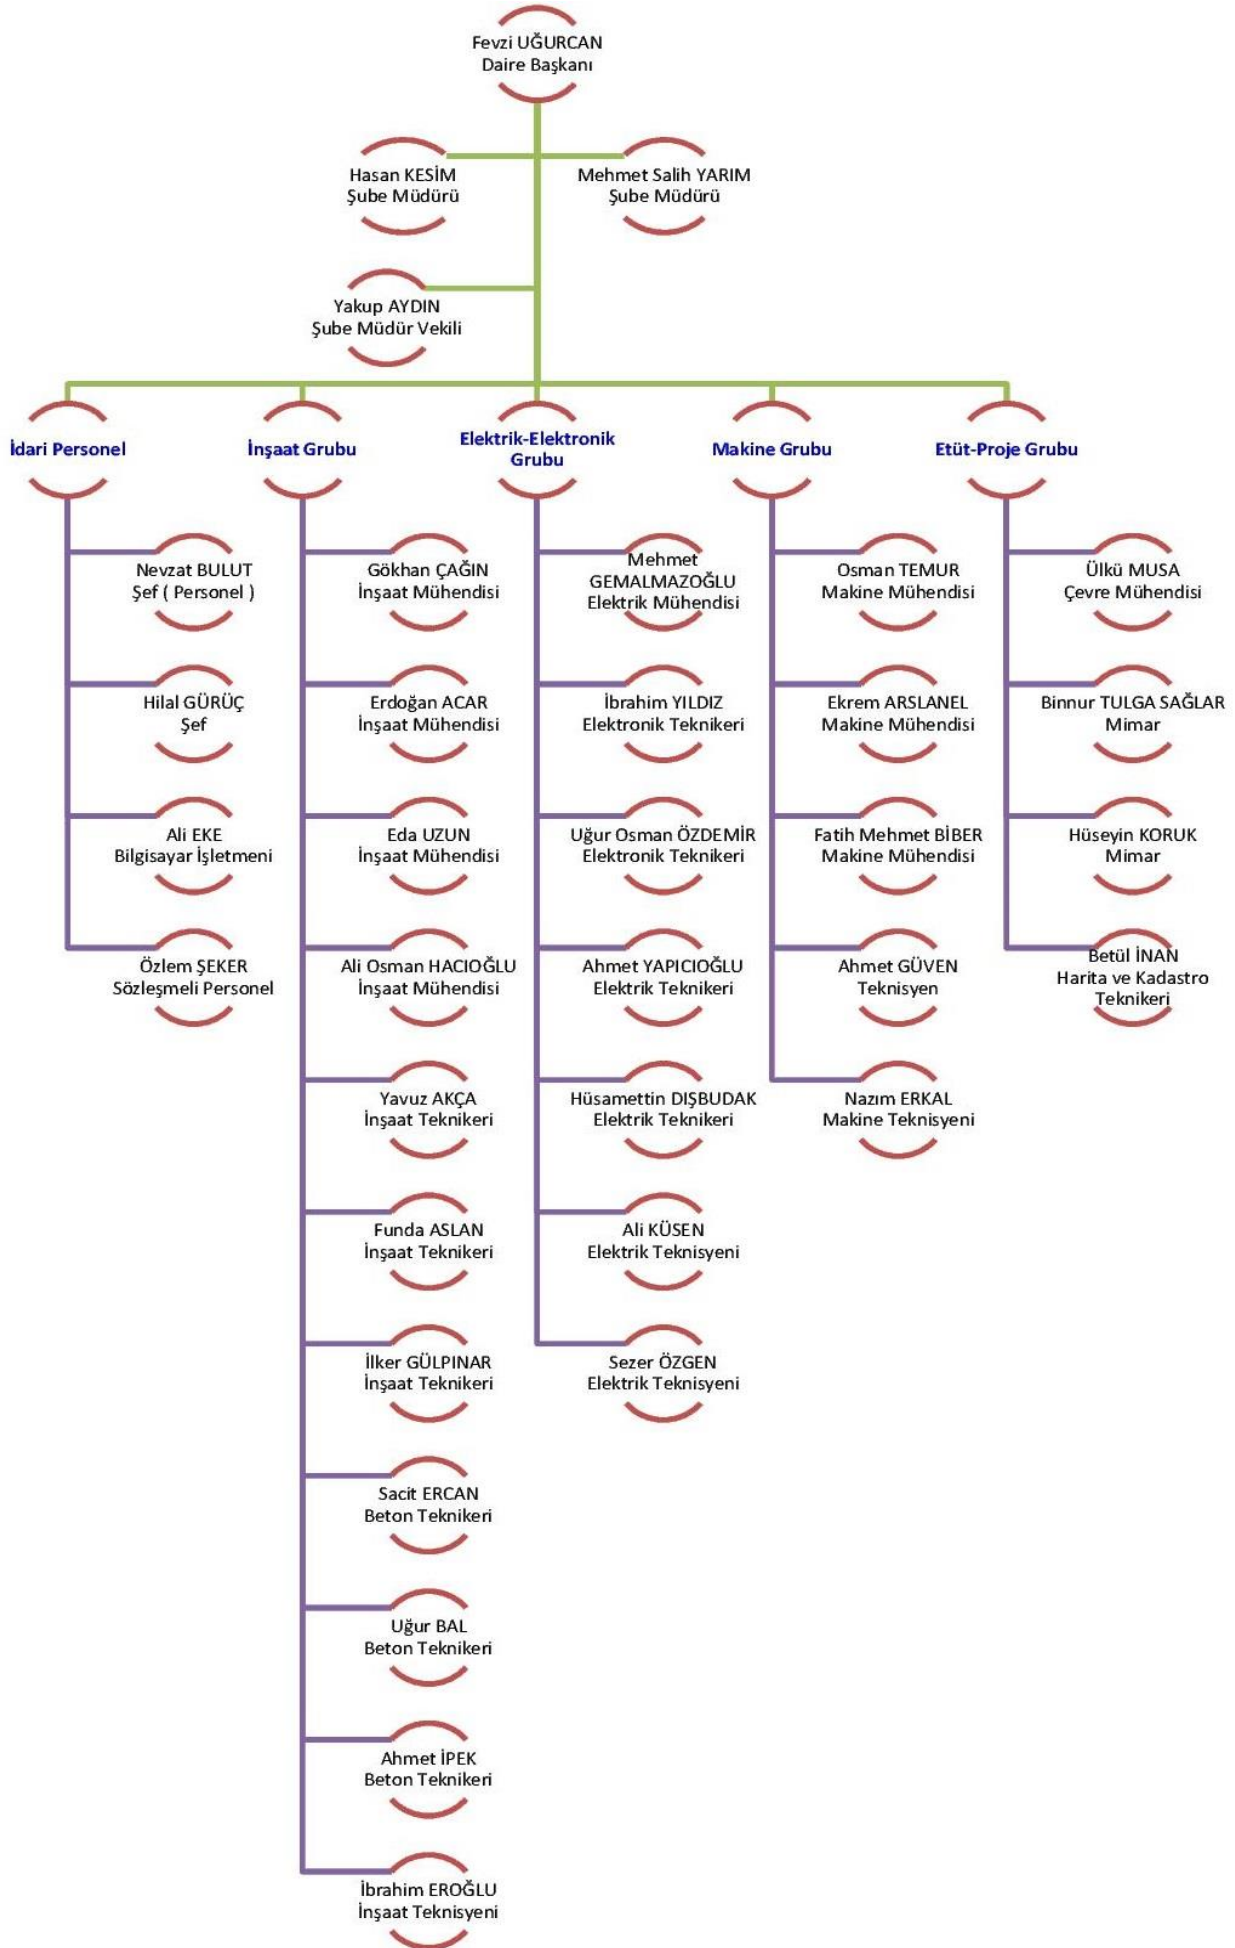 Fevzi UĞURCAN
Daire Başkanı
Hasan KESİM
Şube Müdürü
Mehmet Salih YARIM
Şube Müdürü
Yakup AYDIN
Şube Müdür Vekili
İdari Personel
Nevzat BULUT
Şef ( Personel )
Hilal GÜRÜÇ
Şef
Ali EKE
Bilgisayar İşletmeni
Özlem ŞEKER
Sözleşmeli Personel
İnşaat Grubu
Gökhan ÇAĞIN
İnşaat Mühendisi
Erdoğan ACAR
İnşaat Mühendisi
Eda UZUN
İnşaat Mühendisi
Ali Osman HACIOĞLU
İnşaat Mühendisi
Yavuz AKÇA
İnşaat Teknikeri
Funda ASLAN
İnşaat Teknikeri
İlker GÜLPINAR
İnşaat Teknikeri
Sacit ERCAN
Beton Teknikeri
Uğur BAL
Beton Teknikeri
Ahmet İPEK
Beton Teknikeri
İbrahim EROĞLU
İnşaat Teknisyeni
Elektrik-Elektronik
Grubu
Mehmet
GEMALMAZOĞLU
Elektrik Mühendisi
İbrahim YILDIZ
Elektronik Teknikeri
Uğur Osman ÖZDEMİR
Elektronik Teknikeri
Ahmet YAPICIOĞLU
Elektrik Teknikeri
Hüsamettin DIŞBUDAK
Elektrik Teknikeri
Ali KÜSEN
Elektrik Teknisyeni
Sezer ÖZGEN
Elektrik Teknisyeni
Makine Grubu
Osman TEMUR
Makine Mühendisi
Ekrem ARSLANEL
Makine Mühendisi
Fatih Mehmet BİBER
Makine Mühendisi
Ahmet GÜVEN
Teknisyen
Nazım ERKAL
Makine Teknisyeni
Etüt-Proje Grubu
Ülkü MUSA
Çevre Mühendisi
Binnur TULGA SAĞLAR
Mimar
Hüseyin KORUK
Mimar
Betül İNAN
Harita ve Kadastro
Teknikeri